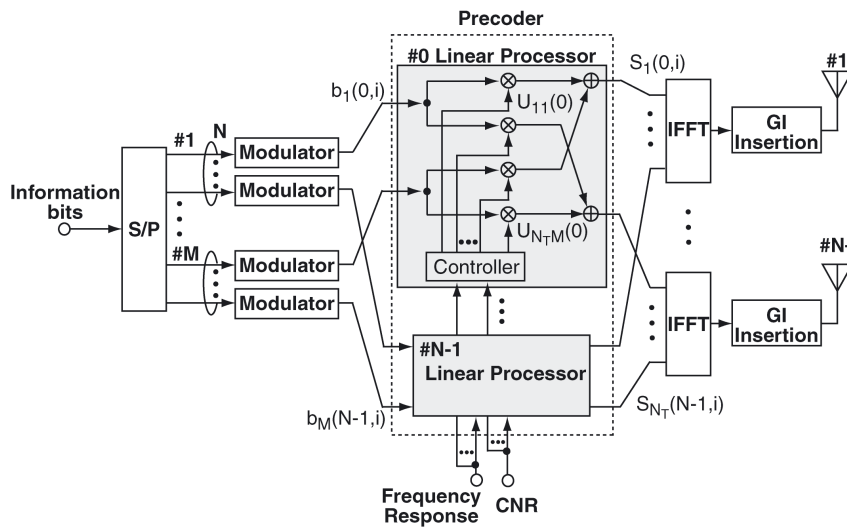 Precoder
#0 Linear Processor
b1(0,i)
S1(0,i)
#1
U11(0)
IFFT
GI
Insertion
#1
N
Modulator
Modulator
Information
bits
S/P
#M
Modulator
Modulator
UNTM(0)
Controller
#N-
IFFT
GI
Insertion
#N-1
Linear Processor
bM(N-1,i)
SNT(N-1,i)
Frequency
Response
CNR